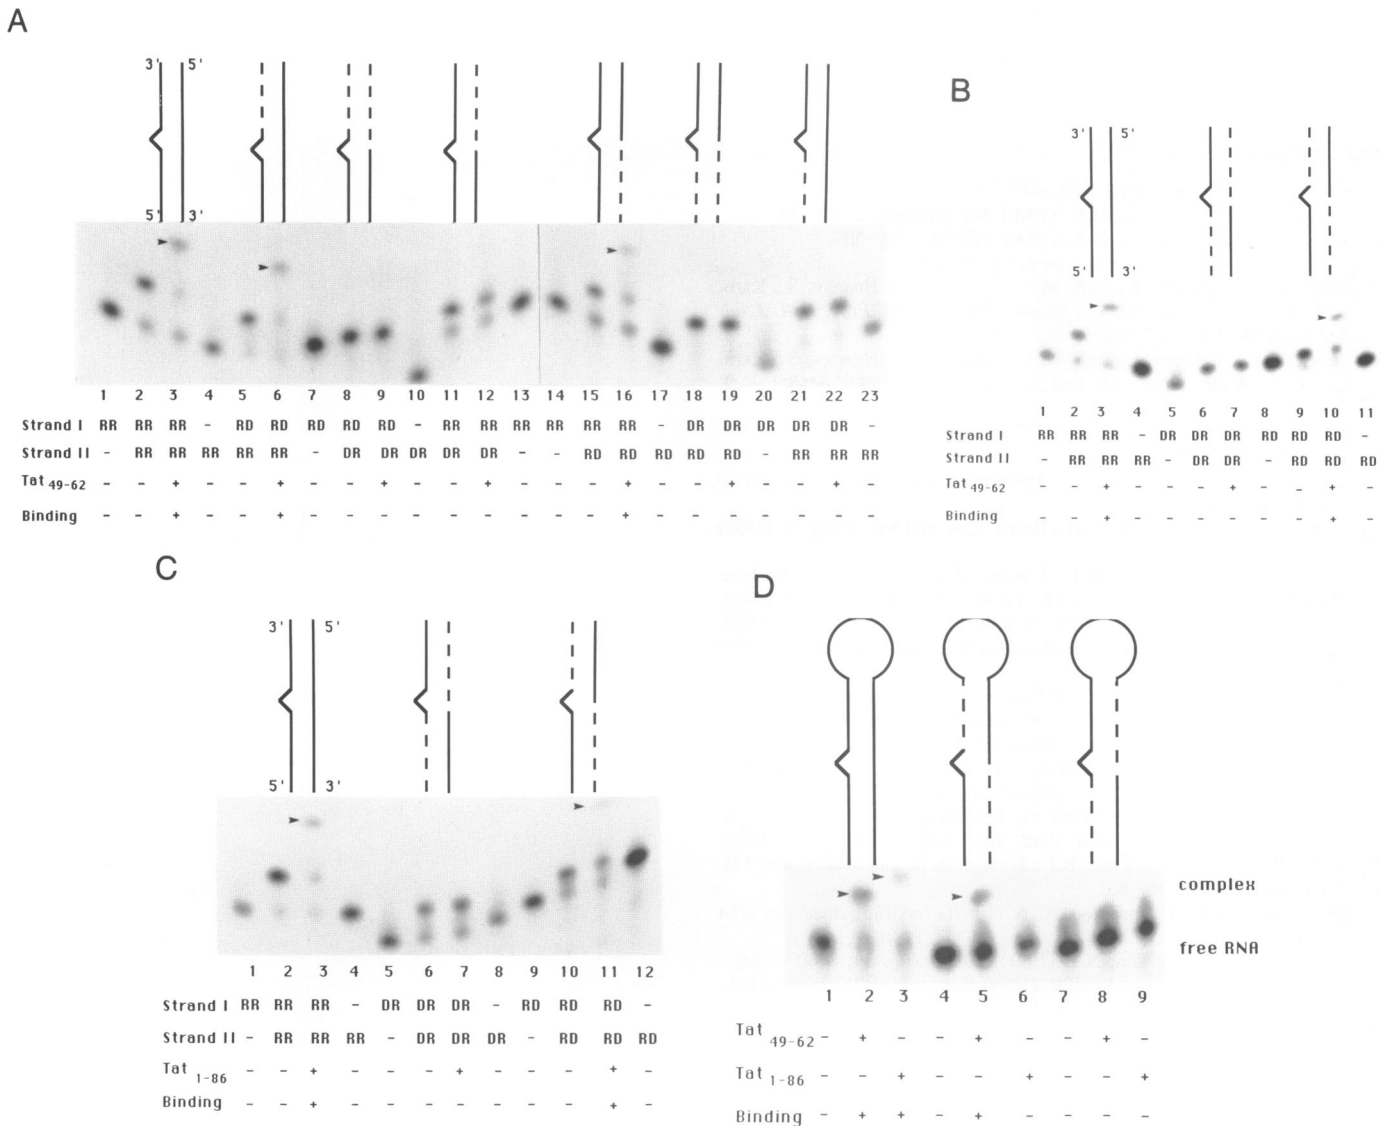 A
3' 5'
5' 3'
1 2 3 4 5 6 7 8 9 10 11 12 13 14 15 16 17 18 19 20 21 22 23
Strand I RR RR RR - RD RD RD RD RD - RR RR RR RR RR RR - DR DR DR DR DR -
Strand II - RR RR RR RR RR - DR DR DR DR DR - - RD RD RD RD RD - RR RR RR
Tat 49-62 - - + - - + - - + - - + - - - + - - + - - + -
Binding - - + - - + - - - - - - - - - + - - - - - - -
B
3' 5'
5' 3'
1 2 3 4 5 6 7 8 9 10 11
Strand I RR RR RR - DR DR DR RD RD RD -
Strand II - RR RR RR - DR DR - RD RD RD
Tat 49-62 - - + - - - + - - + -
Binding - - + - - - - - - + -
C
3' 5'
5' 3'
1 2 3 4 5 6 7 8 9 10 11 12
Strand I RR RR RR - DR DR DR - RD RD RD -
Strand II - RR RR RR - DR DR DR - RD RD RD
Tat 1-86 - - + - - - + - - - + -
Binding - - + - - - - - - - + -
D
complex
free RNA
1 2 3 4 5 6 7 8 9
Tat 49-62 - + - - + - - + -
Tat 1-86 - - + - - + - - +
Binding - + + - + - - - -